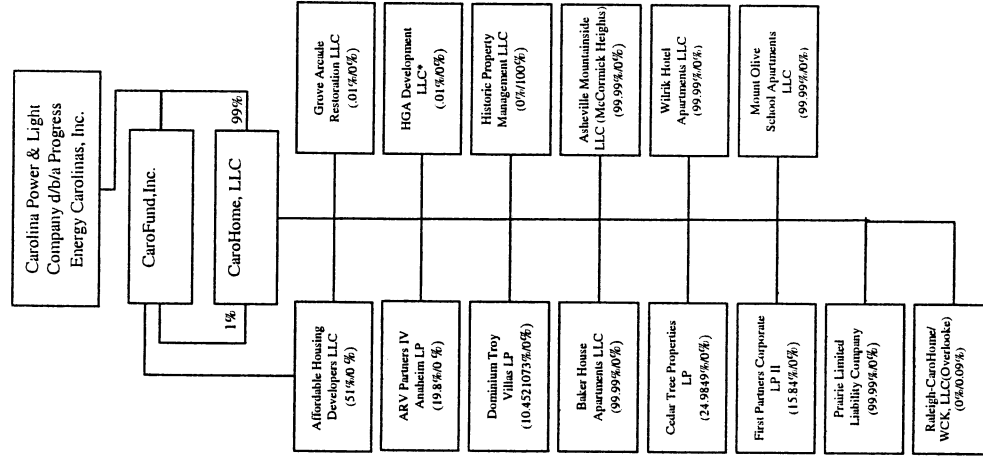 Carolina Power & Light
Company d/b/a Progress
Energy Carolinas, Inc.
CaroFund,Inc.
1%
CaroHome, LLC
99%
Affordable Housing
Developers LLC
(51%/0 %)
Grove Arcade
Restoration LLC
(.01%/0%)
ARV Partners IV
Anaheim LP
(19.8%/0 %)
HGA Development
LLC*
(.01%/0%)
Dominium Troy
Villas LP
(10.4521073%/0%)
Historic Property
Management LLC
(0%/100%)
Baker House
Apartments LLC
(99.99%/0%)
Asheville Mountainside
LLC (McCormick Heights)
(99.99%/0%)
Cedar Tree Properties
LP
(24.9849%/0%)
Wilrik Hotel
Apartments LLC
(99.99%/0%)
First Partners Corporate
LP II
(15.84%/0%)
Mount Olive
School Apartments
LLC
(99.99%/0%)
Prairie Limited
Liability Company
(99.99%/0%)
Raleigh-CaroHome/
WCK, LLC(Overlooke)
(0%/0.09%)